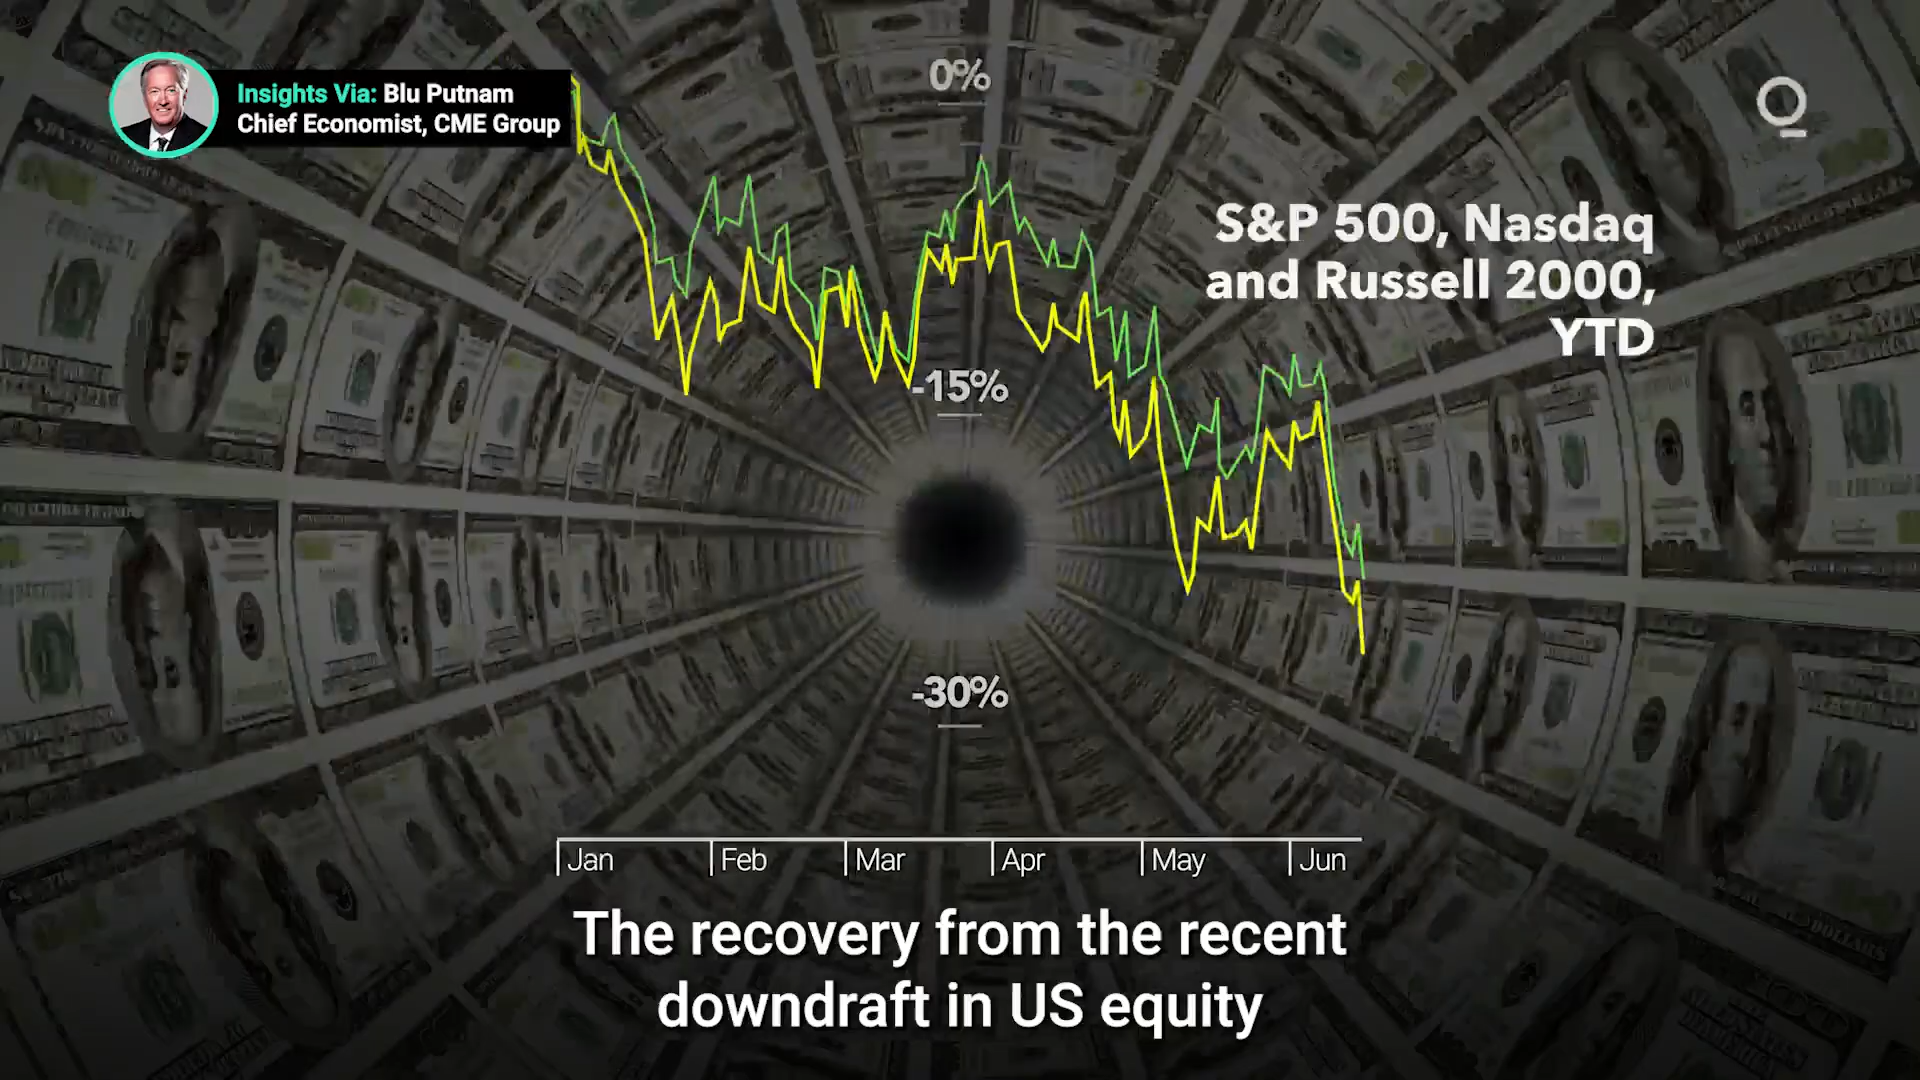 Insights Via: Blu Putnam
Chief Economist, CME Group
0%
S&P 500, Nasdaq
and Russell 2000,
YTD
-15%
-30%
Jan
Feb
Mar
Apr
May
Jun
The recovery from the recent
downdraft in US equity